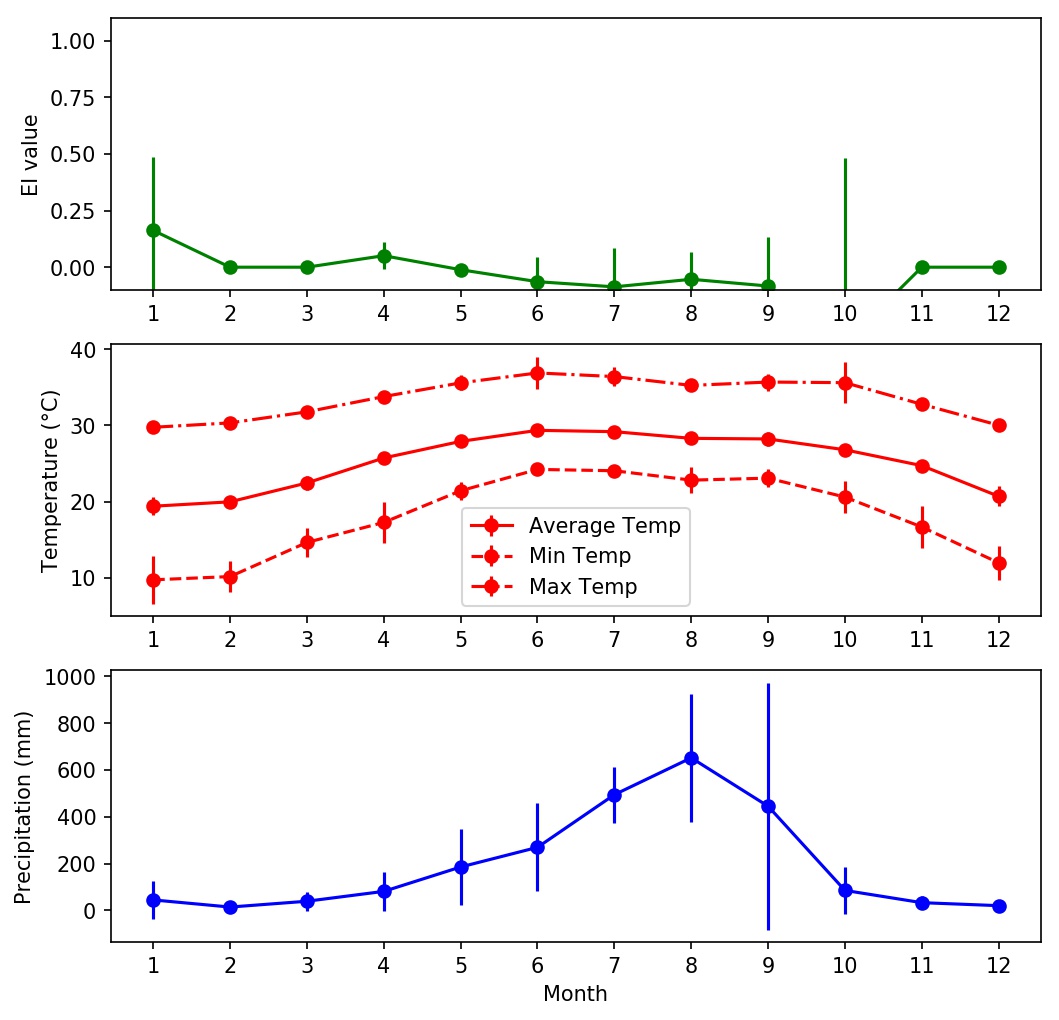 EI value
1.00
0.75
0.50
0.25
0.00
1 2 3 4 5 6 7 8 9 10 11 12
Temperature (°C)
40
30
20
10
Average Temp
Min Temp
Max Temp
1 2 3 4 5 6 7 8 9 10 11 12
Precipitation (mm)
1000
800
600
400
200
0
1 2 3 4 5 6 7 8 9 10 11 12
Month